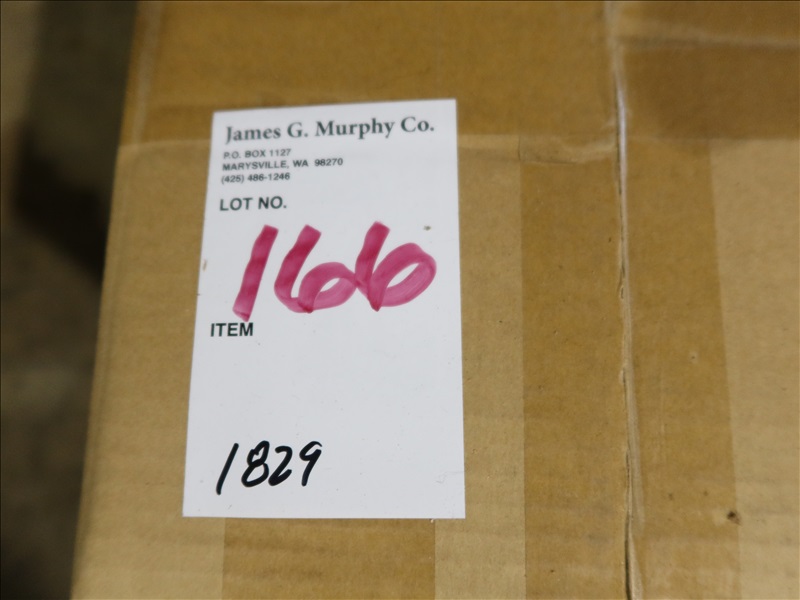 James G. Murphy Co.
P.O. BOX 1127
MARYSVILLE, WA 98270
(425) 486-1246
LOT NO.
166
ITEM
1829